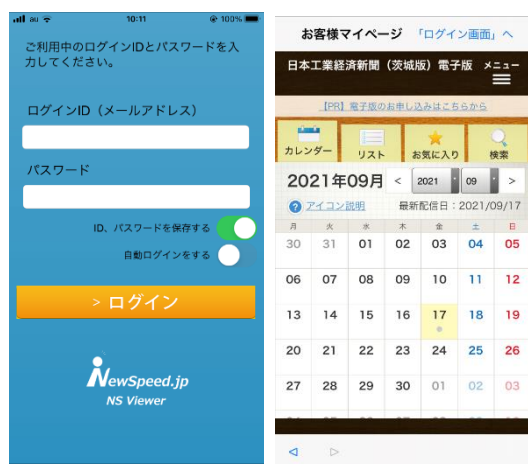 au 10:11 100%
ご利用中のログインIDとパスワードを入
力してください。
ログインID（メールアドレス）
パスワード
ID、パスワードを保存する
自動ログインをする
> ログイン
NewSpeed.jp
NS Viewer
お客様マイページ 「ログイン画面」へ
日本工業経済新聞（茨城版）電子版 メニュー
【PR】電子版のお申し込みはこちらから
カレンダー リスト お気に入り 検索
2021年09月 < 2021 09 >
? アイコン説明 最新配信日：2021/09/17
月 火 水 木 金 土 日
30 31 01 02 03 04 05
06 07 08 09 10 11 12
13 14 15 16 17 18 19
20 21 22 23 24 25 26
27 28 29 30 01 02 03